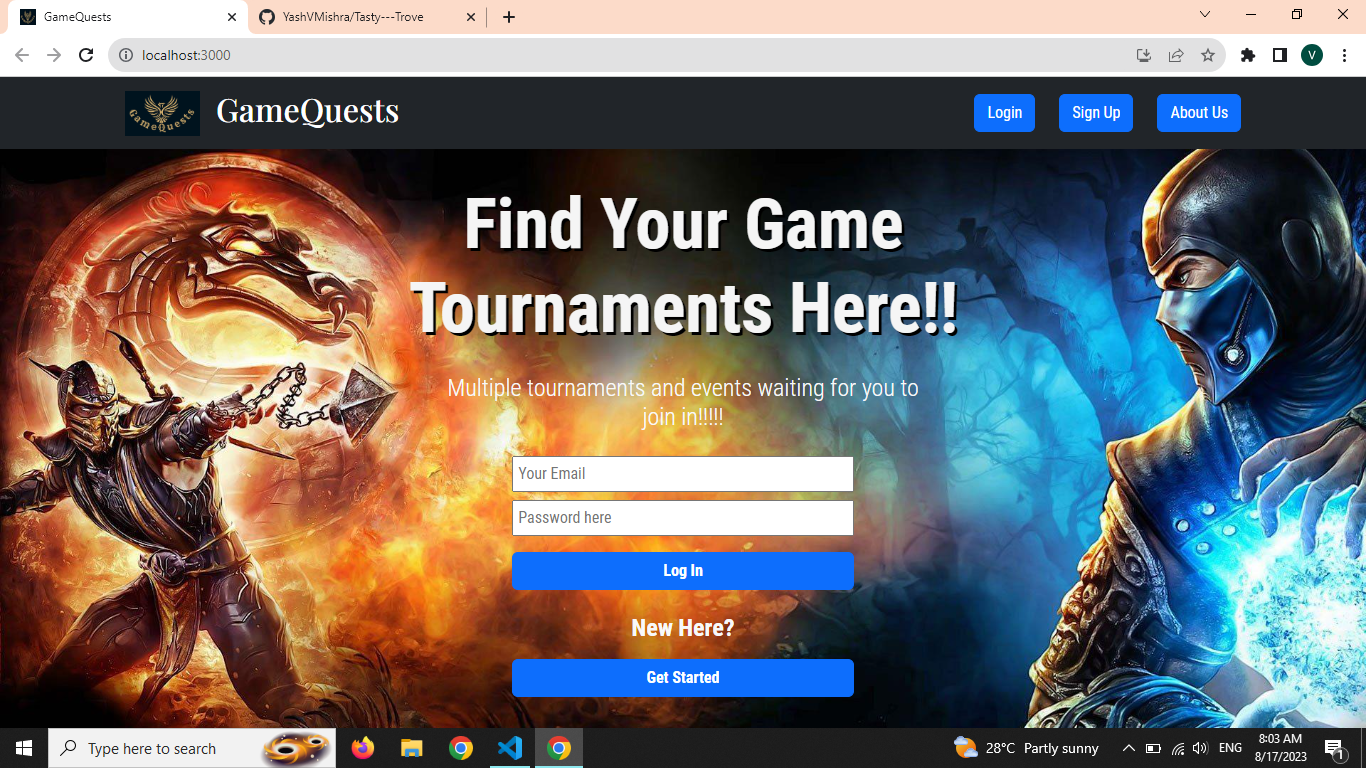 GameQuests
YashVMishra/Tasty---Trove
localhost:3000
V
GameQuests
GameQuests
Login
Sign Up
About Us
Find Your Game
Tournaments Here!!
Multiple tournaments and events waiting for you to
join in!!!!!
Your Email
Password here
Log In
New Here?
Get Started
Type here to search
28°C Partly sunny
ENG
8:03 AM
8/17/2023
1